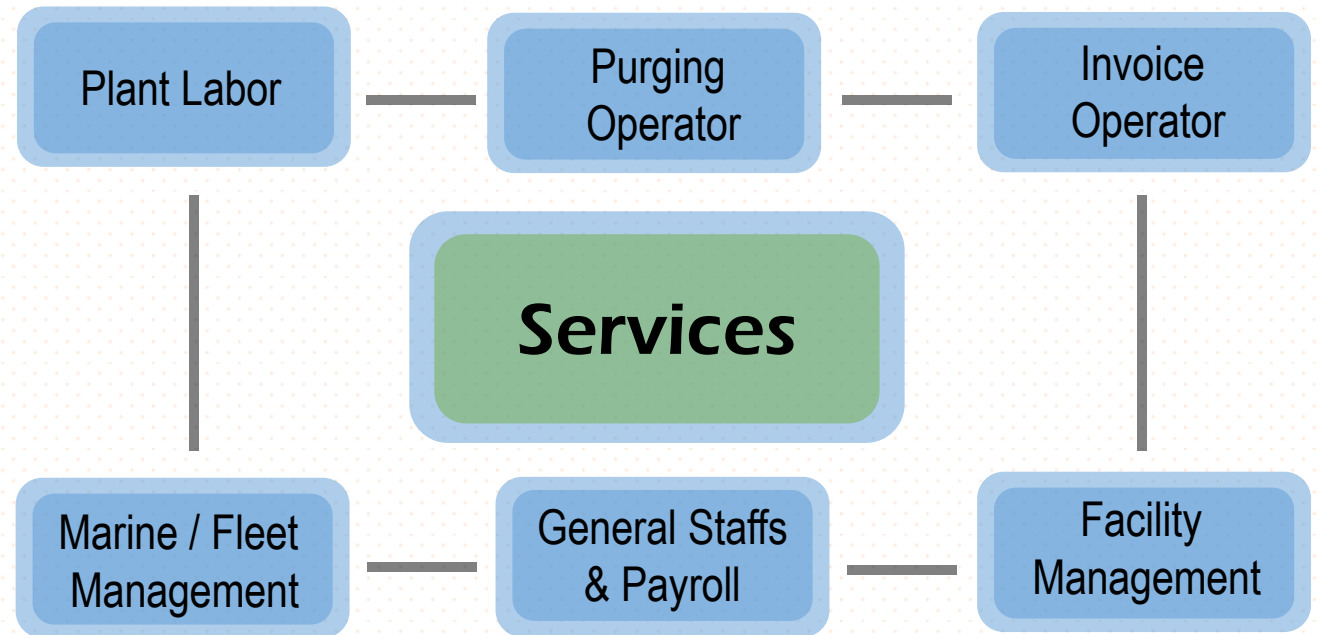 Plant Labor
Purging
Operator
Invoice
Operator
Services
Marine / Fleet
Management
General Staffs
& Payroll
Facility
Management